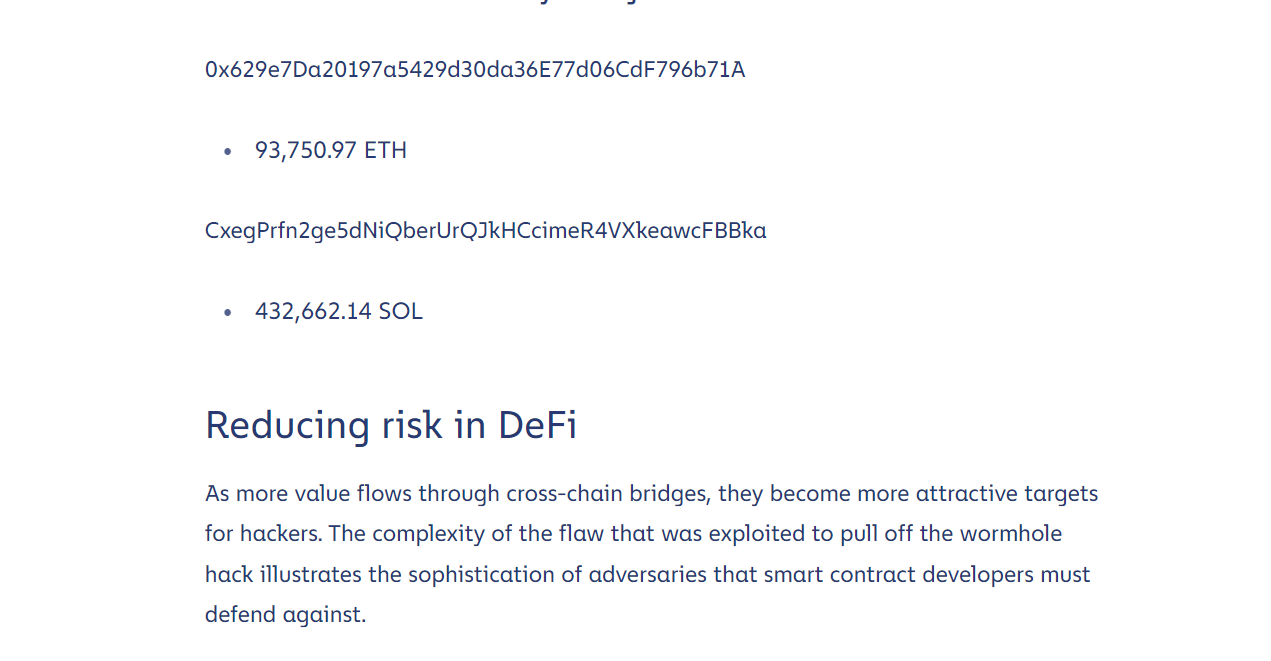 0x629e7Da20197a5429d30da36E77d06CdF796b71A
• 93,750.97 ETH
CxegPrfn2ge5dNiQberUrQJkHCcimeR4VXkeawcFBBka
• 432,662.14 SOL
Reducing risk in DeFi
As more value flows through cross-chain bridges, they become more attractive targets
for hackers. The complexity of the flaw that was exploited to pull off the wormhole
hack illustrates the sophistication of adversaries that smart contract developers must
defend against.